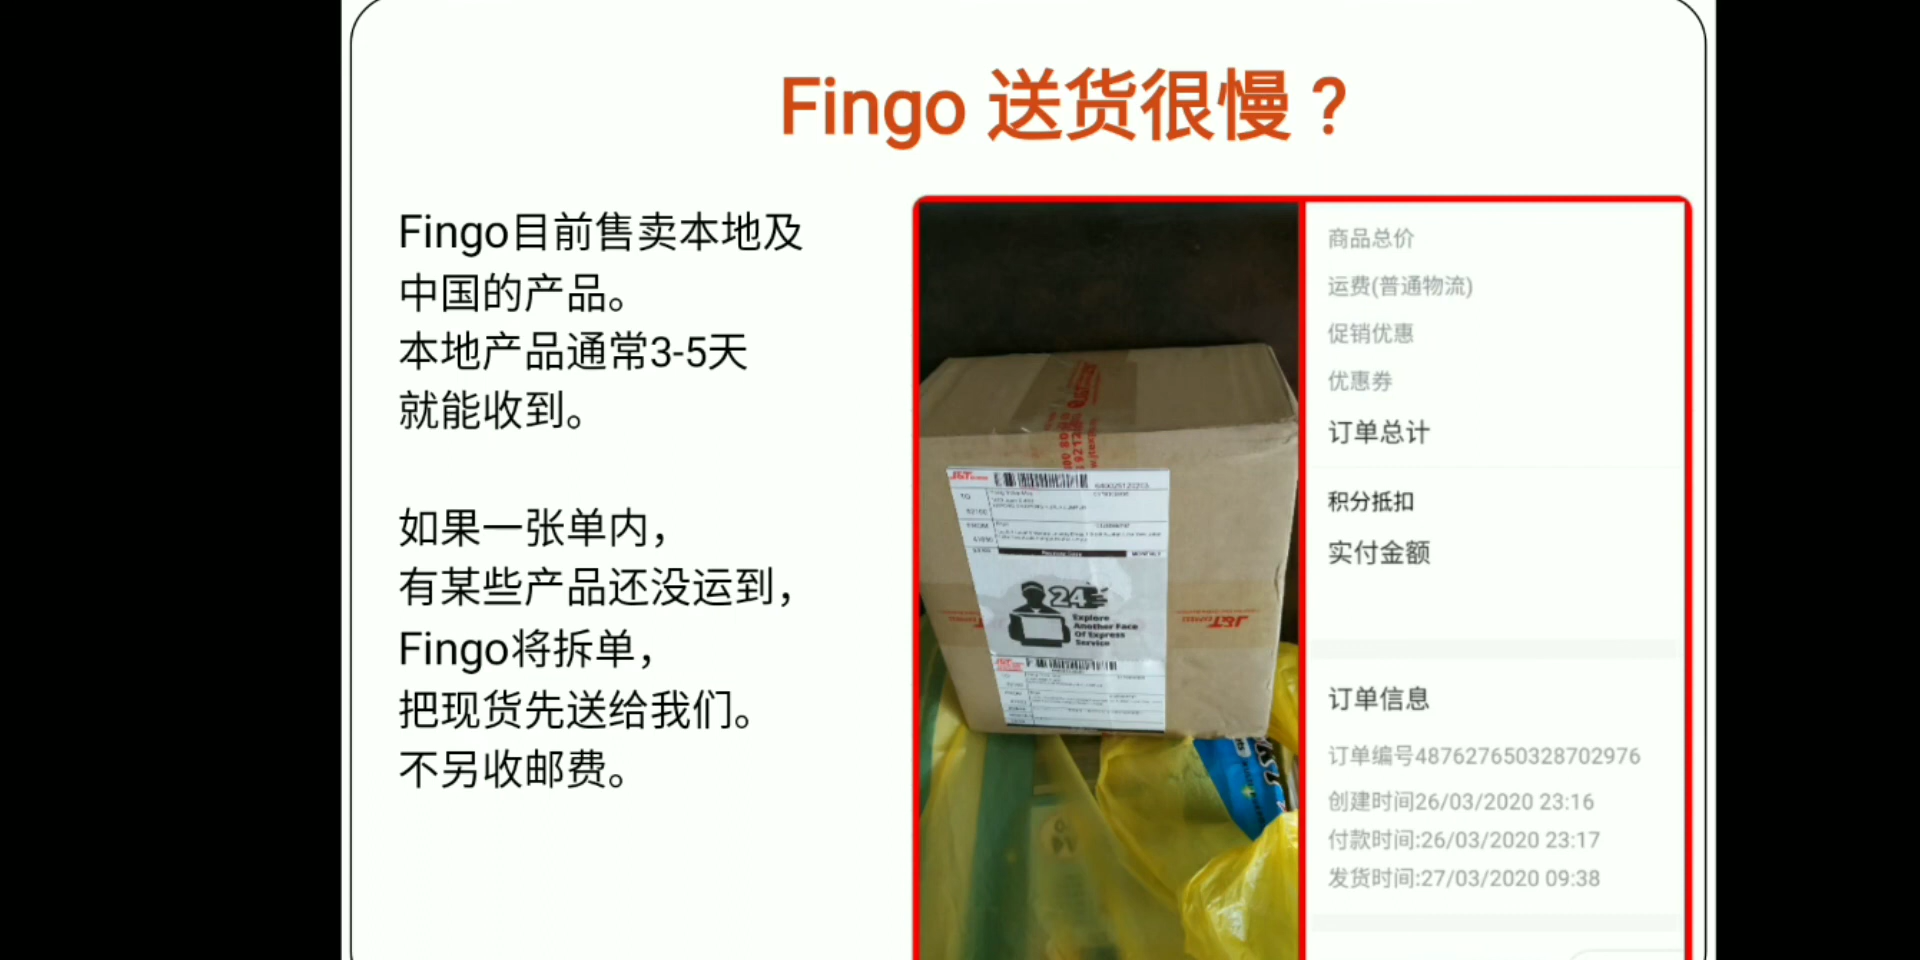 Fingo 送货很慢？
Fingo目前售卖本地及
中国的产品。
本地产品通常3-5天
就能收到。
如果一张单内，
有某些产品还没运到，
Fingo将拆单，
把现货先送给我们。
不另收邮费。
J&T
TO
24
Explore
Another Face
Of Express
Service
J&T EXPRESS
商品总价
运费(普通物流)
促销优惠
优惠券
订单总计
积分抵扣
实付金额
订单信息
订单编号487627650328702976
创建时间26/03/2020 23:16
付款时间:26/03/2020 23:17
发货时间:27/03/2020 09:38